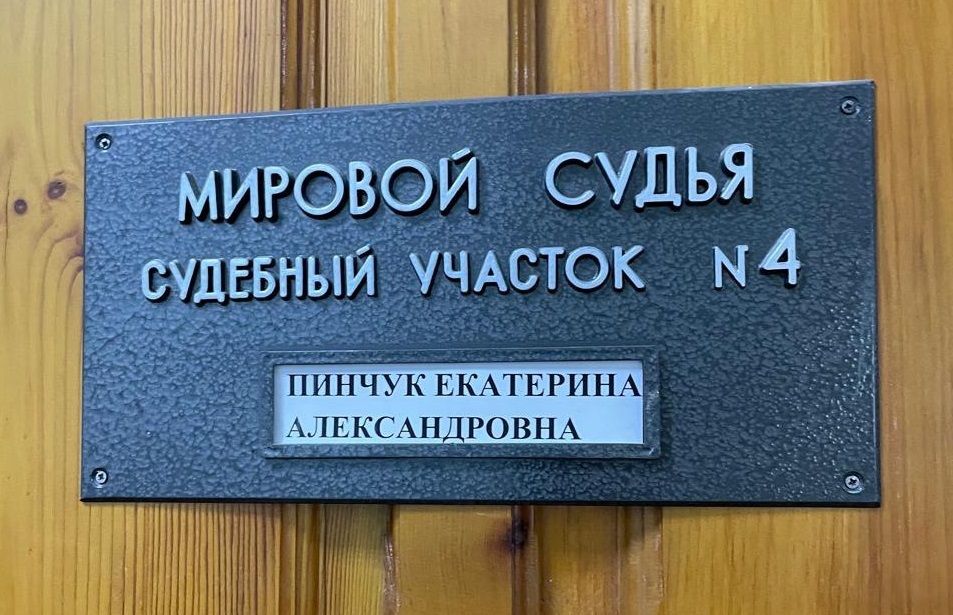 МИРОВОЙ СУДЬЯ
СУДЕБНЫЙ УЧАСТОК N4
ПИНЧУК ЕКАТЕРИНА
АЛЕКСАНДРОВНА